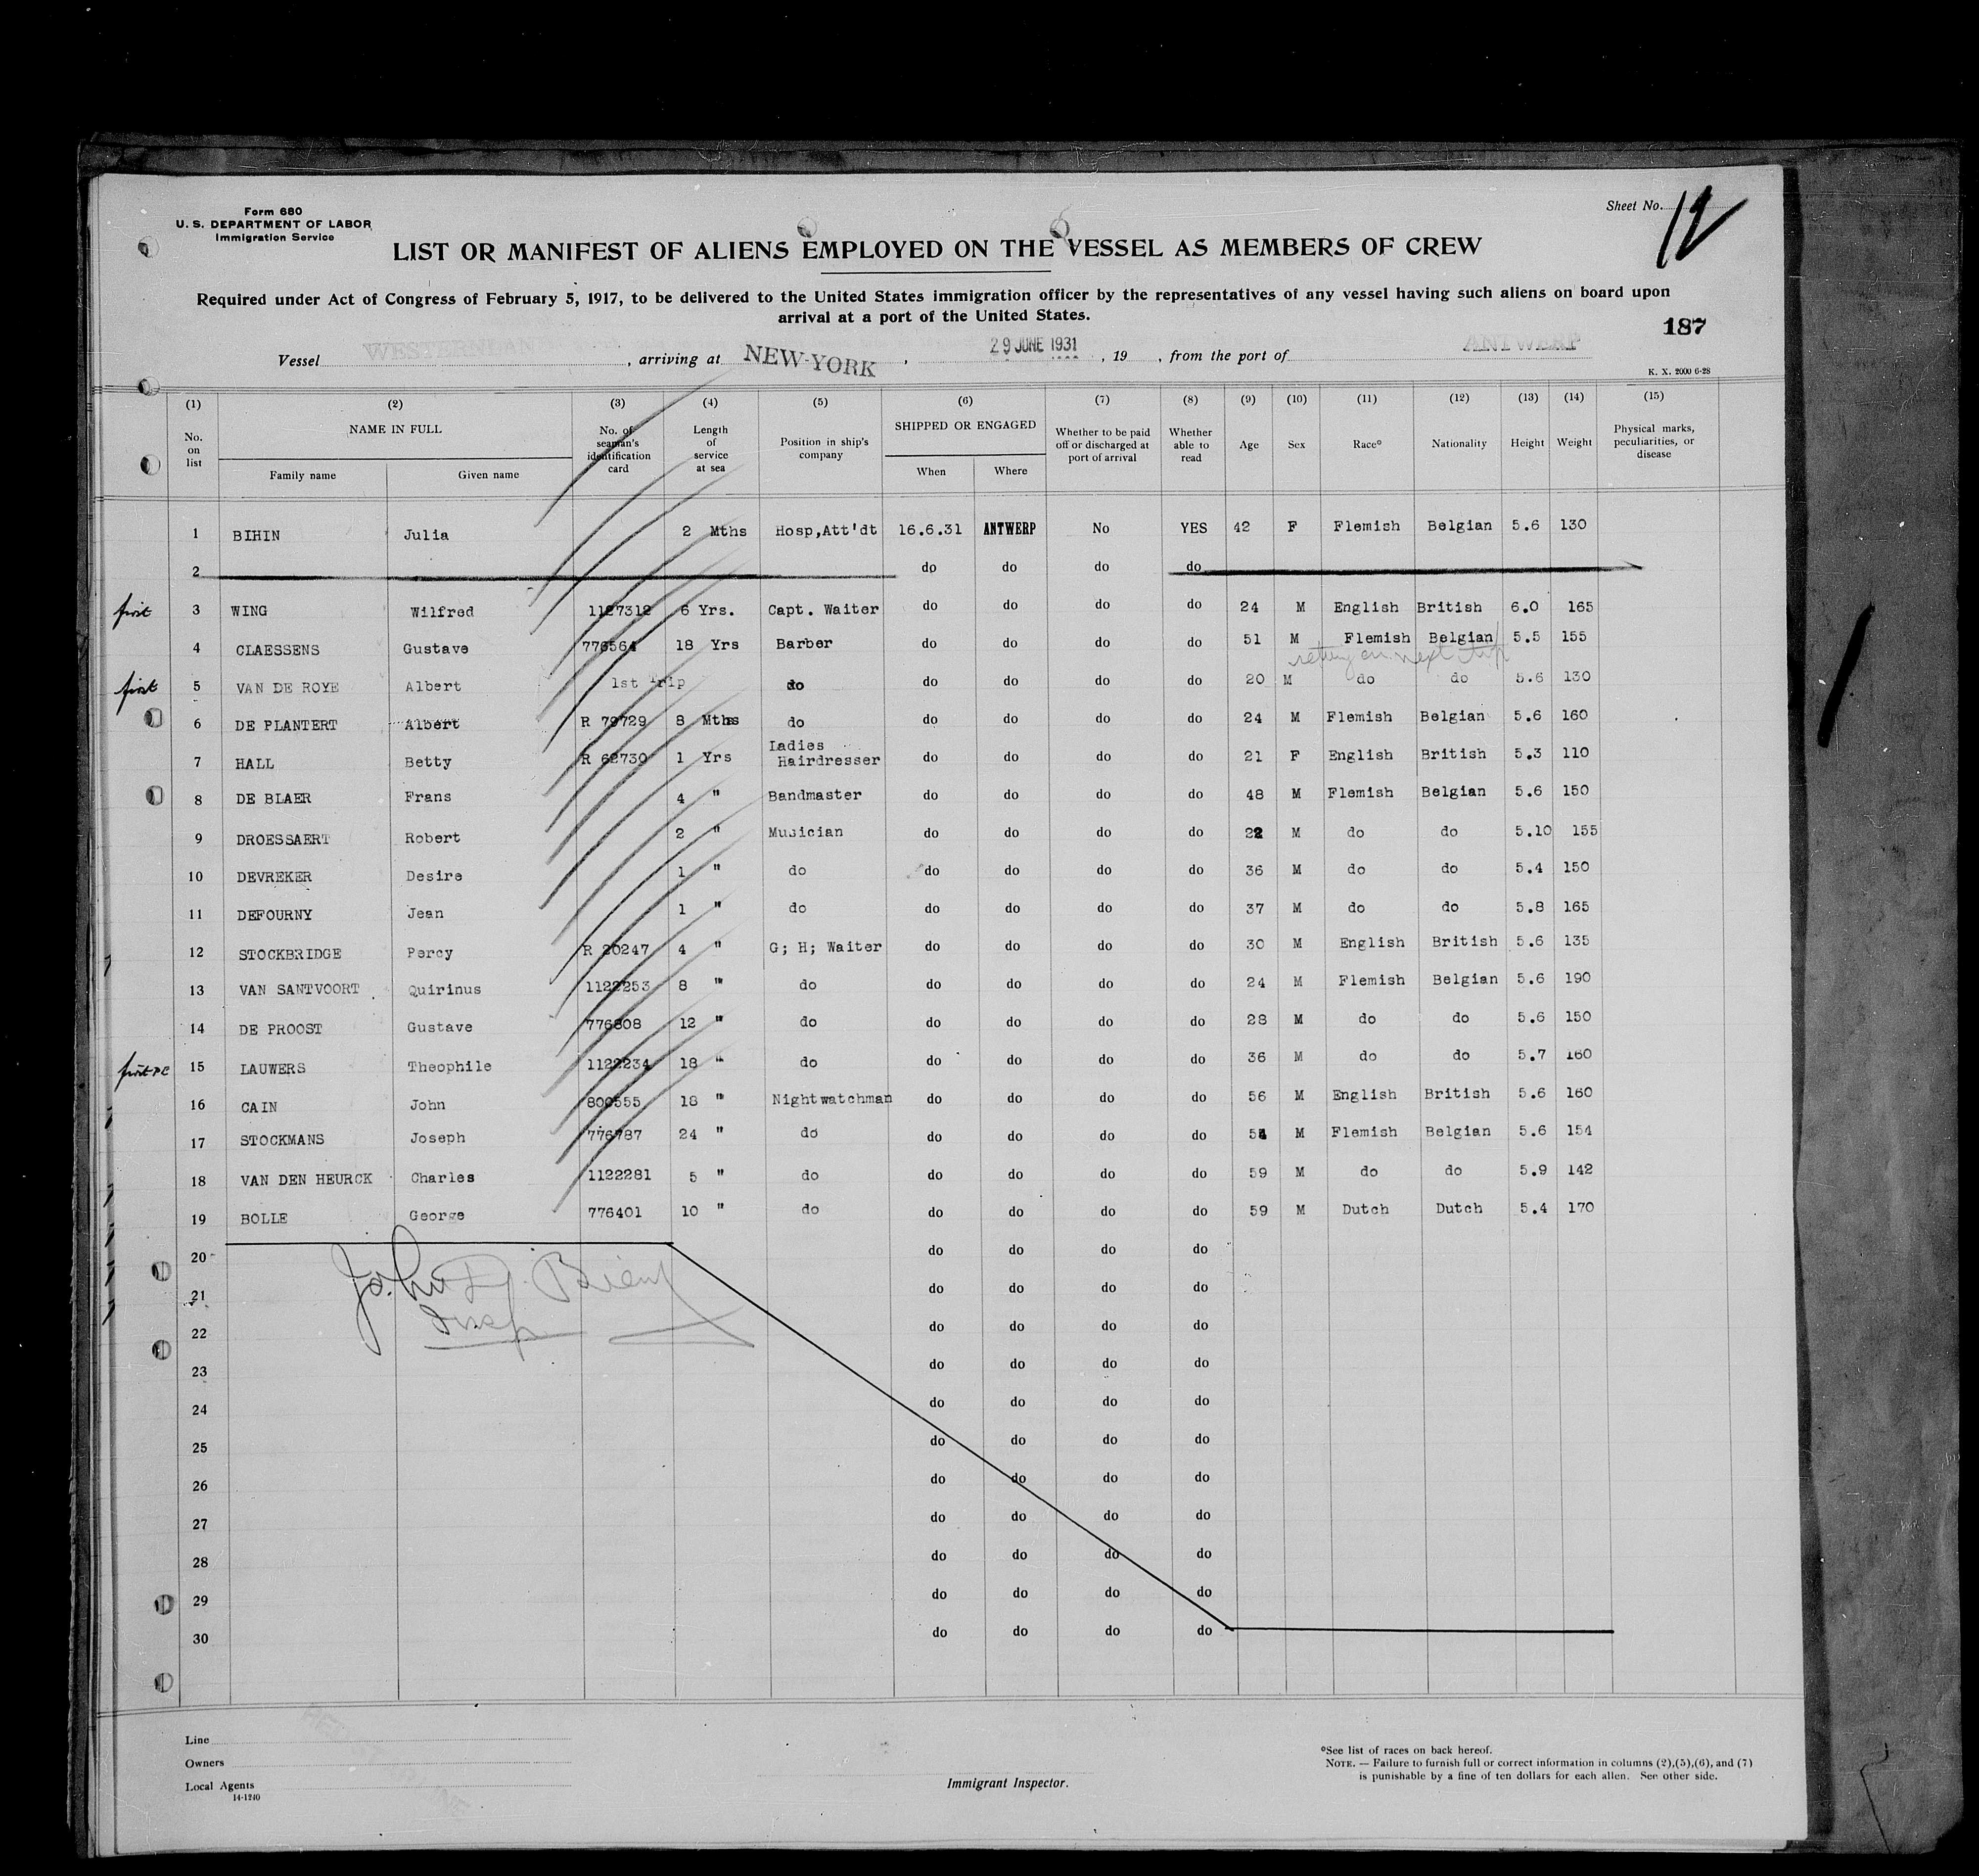 Form 680
U. S. DEPARTMENT OF LABOR
Immigration Service
Sheet No. 12
LIST OR MANIFEST OF ALIENS EMPLOYED ON THE VESSEL AS MEMBERS OF CREW
Required under Act of Congress of February 5, 1917, to be delivered to the United States immigration officer by the representatives of any vessel having such aliens on board upon
arrival at a port of the United States.
187
Vessel WESTERNLAND, arriving at NEW-YORK, 29 JUNE 1931, 19 , from the port of ANTWERP
K. X. 2000 6-28
(1) (2) (3) (4) (5) (6) (7) (8) (9) (10) (11) (12) (13) (14) (15)
No. on list NAME IN FULL Family name Given name No. of seaman's identification card Length of service at sea Position in ship's company SHIPPED OR ENGAGED When Where Whether to be paid off or discharged at port of arrival Whether able to read Age Sex Race° Nationality Height Weight Physical marks, peculiarities, or disease
1 BIHIN Julia 2 Mths Hosp,Att'dt 16.6.31 ANTWERP No YES 42 F Flemish Belgian 5.6 130
2 do do do do
first 3 WING Wilfred 1127312 6 Yrs. Capt. Waiter do do do do 24 M English British 6.0 165
4 CLAESSENS Gustave 776564 18 Yrs Barber do do do do 51 M Flemish Belgian 5.5 155
next trip
first 5 VAN DE ROYE Albert 1st trip do do do do do 20 M do do 5.6 130
6 DE PLANTERT Albert R 79729 8 Mths do do do do do 24 M Flemish Belgian 5.6 160
7 HALL Betty R 62730 1 Yrs Ladies Hairdresser do do do do 21 F English British 5.3 110
8 DE BLAER Frans 4 " Bandmaster do do do do 48 M Flemish Belgian 5.6 150
9 DROESSAERT Robert 2 " Musician do do do do 22 M do do 5.10 155
10 DEVREKER Desire 1 " do do do do do 36 M do do 5.4 150
11 DEFOURNY Jean 1 " do do do do do 37 M do do 5.8 165
12 STOCKBRIDGE Percy R 20247 4 " G; H; Waiter do do do do 30 M English British 5.6 135
13 VAN SANTVOORT Quirinus 1122253 8 " do do do do do 24 M Flemish Belgian 5.6 190
14 DE PROOST Gustave 776808 12 " do do do do do 28 M do do 5.6 150
15 LAUWERS Theophile 1122234 18 " do do do do do 36 M do do 5.7 160
16 CAIN John 800555 18 " Nightwatchman do do do do 56 M English British 5.6 160
17 STOCKMANS Joseph 776787 24 " do do do do do 54 M Flemish Belgian 5.6 154
18 VAN DEN HEURCK Charles 1122281 5 " do do do do do 59 M do do 5.9 142
19 BOLLE George 776401 10 " do do do do do 59 M Dutch Dutch 5.4 170
20 do do do do
21 do do do do
22 do do do do
23 do do do do
24 do do do do
25 do do do do
26 do do do do
27 do do do do
28 do do do do
29 do do do do
30 do do do do
John
Insp
Line
Owners
Local Agents
14-1240
Immigrant Inspector.
°See list of races on back hereof.
NOTE. — Failure to furnish full or correct information in columns (2),(5),(6), and (7)
is punishable by a fine of ten dollars for each alien. See other side.